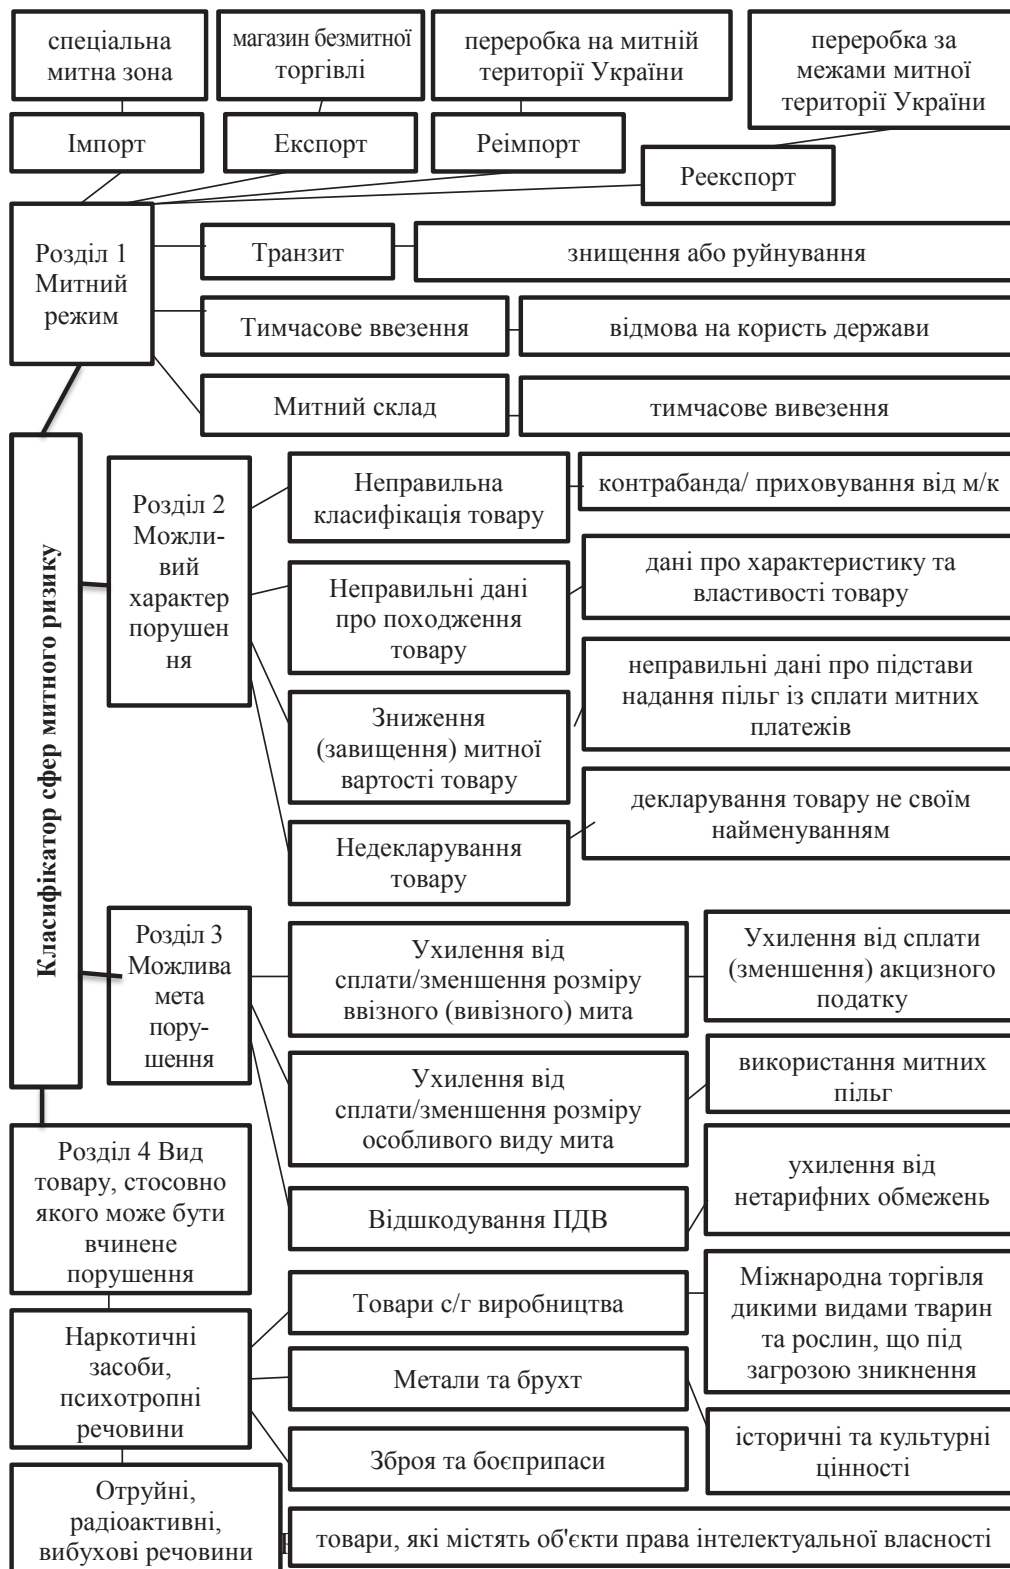 спеціальна
митна зона
магазин безмитної
торгівлі
переробка на митній
території України
переробка за
межами митної
території України
Імпорт
Експорт
Реімпорт
Реекспорт
Розділ 1
Митний
режим
Транзит
знищення або руйнування
Тимчасове ввезення
відмова на користь держави
Митний склад
тимчасове вивезення
Класифікатор сфер митного ризику
Розділ 2
Можли-
вий
характер
порушен
ня
Неправильна
класифікація товару
контрабанда/ приховування від м/к
Неправильні дані
про походження
товару
дані про характеристику та
властивості товару
Зниження
(завищення) митної
вартості товару
неправильні дані про підстави
надання пільг із сплати митних
платежів
Недекларування
товару
декларування товару не своїм
найменуванням
Розділ 3
Можлива
мета
пору-
шення
Ухилення від
сплати/зменшення розміру
ввізного (вивізного) мита
Ухилення від сплати
(зменшення) акцизного
податку
Ухилення від
сплати/зменшення розміру
особливого виду мита
використання митних
пільг
Відшкодування ПДВ
ухилення від
нетарифних обмежень
Розділ 4 Вид
товару, стосовно
якого може бути
вчинене
порушення
Наркотичні
засоби,
психотропні
речовини
Товари с/г виробництва
Міжнародна торгівля
дикими видами тварин
та рослин, що під
загрозою зникнення
Метали та брухт
історичні та культурні
цінності
Зброя та боєприпаси
Отруйні,
радіоактивні,
вибухові речовини
товари, які містять об'єкти права інтелектуальної власності